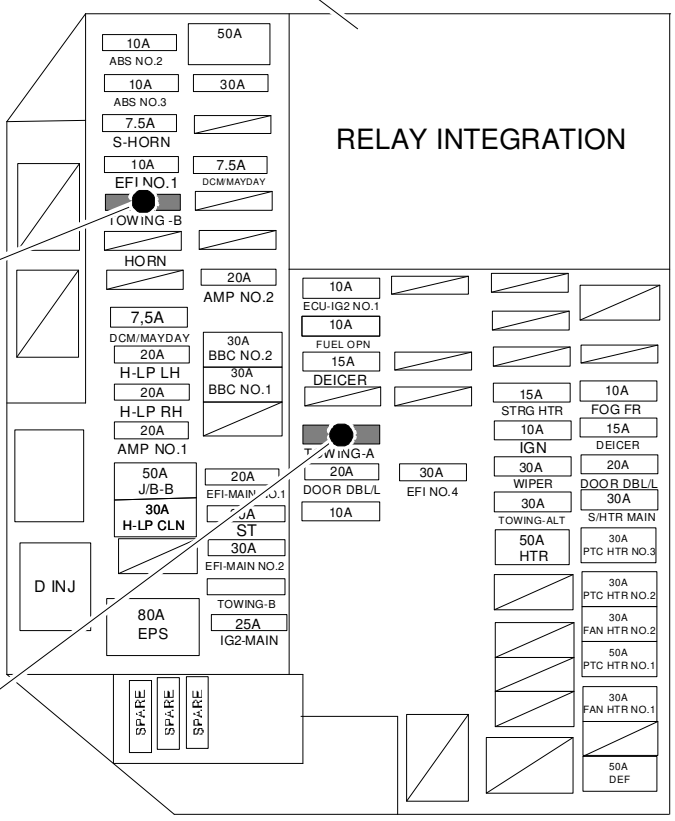 10A
ABS NO.2
50A
10A
ABS NO.3
30A
7.5A
S-HORN
10A
EFI NO.1
7.5A
DCM/MAYDAY
TOWING -B
HORN
20A
AMP NO.2
7,5A
DCM/MAYDAY
20A
H-LP LH
20A
H-LP RH
20A
AMP NO.1
30A
BBC NO.2
30A
BBC NO.1
50A
J/B-B
30A
H-LP CLN
20A
EFI-MAIN NO.1
ST
30A
EFI-MAIN NO.2
TOWING-B
25A
IG2-MAIN
D INJ
80A
EPS
SPARE
SPARE
SPARE
RELAY INTEGRATION
10A
ECU-IG2 NO.1
10A
FUEL OPN
15A
DEICER
TOWING-A
20A
DOOR DBL/L
10A
30A
EFI NO.4
15A
STRG HTR
10A
IGN
30A
WIPER
30A
TOWING-ALT
50A
HTR
10A
FOG FR
15A
DEICER
20A
DOOR DBL/L
30A
S/HTR MAIN
30A
PTC HTR NO.3
30A
PTC HTR NO.2
30A
FAN HTR NO.2
50A
PTC HTR NO.1
30A
FAN HTR NO.1
50A
DEF